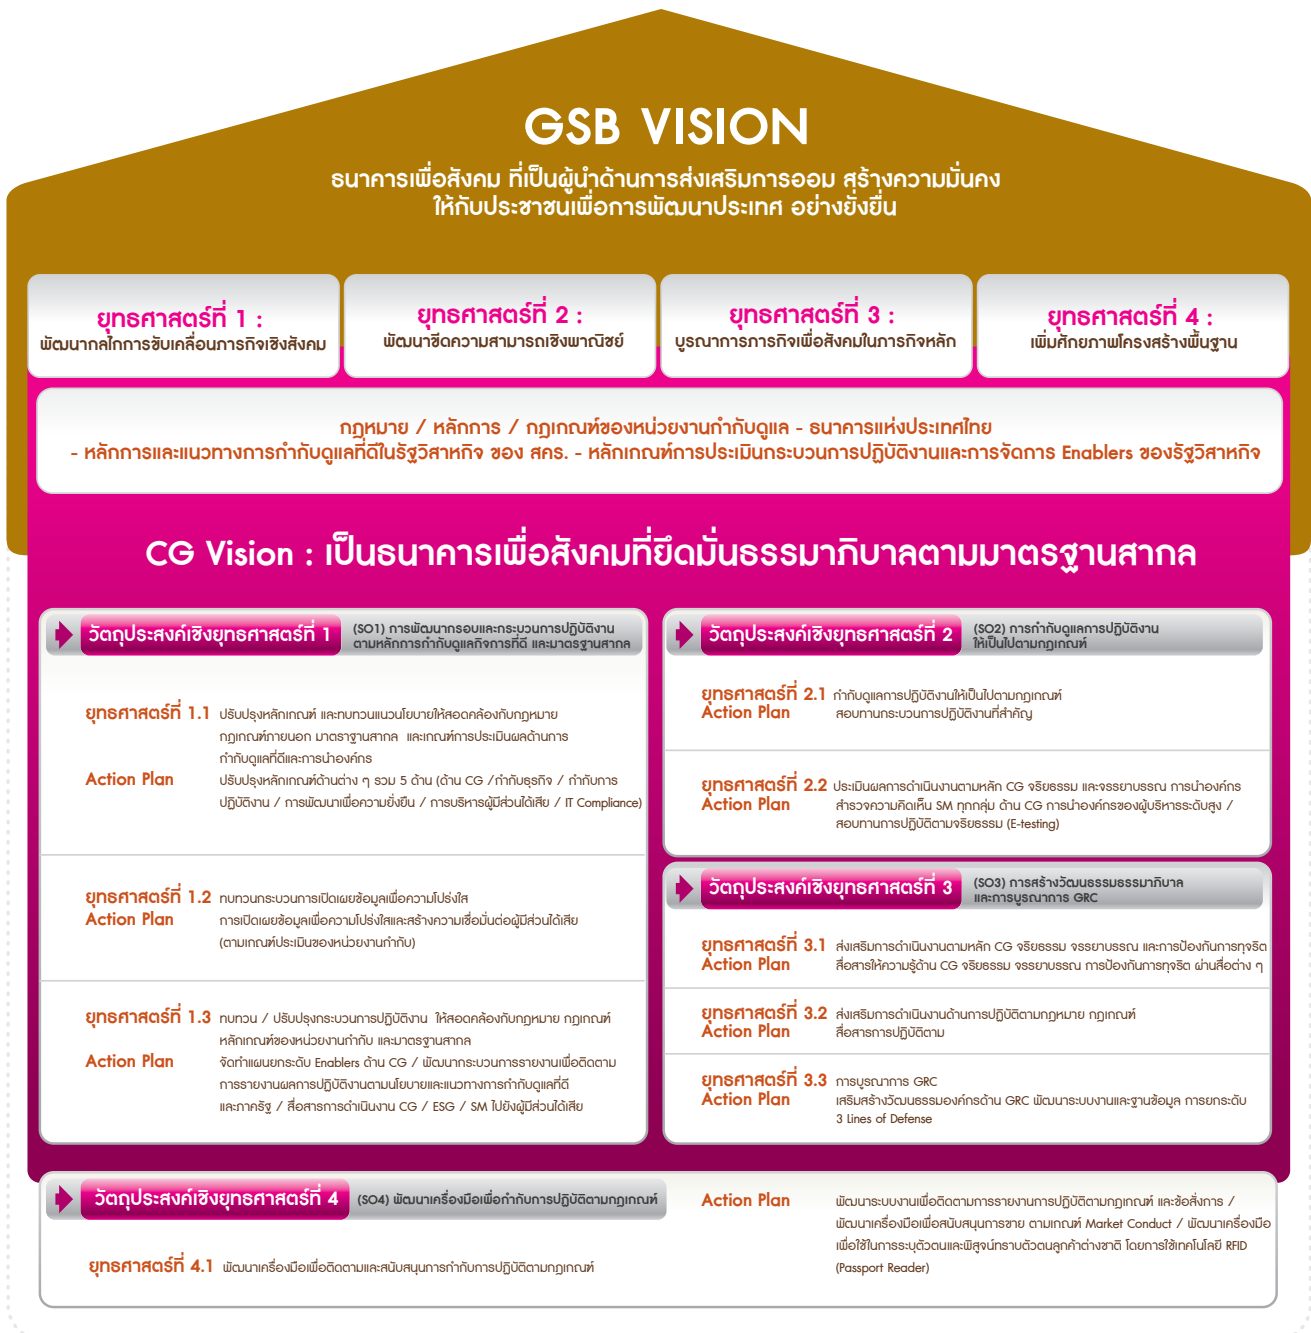 GSB VISION
ธนาคารเพื่อสังคม ที่เป็นผู้นำด้านการส่งเสริมการออม สร้างความมั่นคง
ให้กับประชาชนเพื่อการพัฒนาประเทศ อย่างยั่งยืน
ยุทธศาสตร์ที่ 1 :
พัฒนากลไกการขับเคลื่อนภารกิจเชิงสังคม
ยุทธศาสตร์ที่ 2 :
พัฒนาขีดความสามารถเชิงพาณิชย์
ยุทธศาสตร์ที่ 3 :
บูรณาการภารกิจเพื่อสังคมในภารกิจหลัก
ยุทธศาสตร์ที่ 4 :
เพิ่มศักยภาพโครงสร้างพื้นฐาน
กฎหมาย / หลักการ / กฎเกณฑ์ของหน่วยงานกำกับดูแล - ธนาคารแห่งประเทศไทย
- หลักการและแนวทางการกำกับดูแลที่ดีในรัฐวิสาหกิจ ของ สคร. - หลักเกณฑ์การประเมินกระบวนการปฏิบัติงานและการจัดการ Enablers ของรัฐวิสาหกิจ
CG Vision : เป็นธนาคารเพื่อสังคมที่ยึดมั่นธรรมาภิบาลตามมาตรฐานสากล
วัตถุประสงค์เชิงยุทธศาสตร์ที่ 1
(SO1) การพัฒนากรอบและกระบวนการปฏิบัติงาน
ตามหลักการกำกับดูแลกิจการที่ดี และมาตรฐานสากล
ยุทธศาสตร์ที่ 1.1 ปรับปรุงหลักเกณฑ์ และทบทวนแนวนโยบายให้สอดคล้องกับกฎหมาย
กฎเกณฑ์ภายนอก มาตราฐานสากล และเกณฑ์การประเมินผลด้านการ
กำกับดูแลที่ดีและการนำองค์กร
Action Plan ปรับปรุงหลักเกณฑ์ด้านต่าง ๆ รวม 5 ด้าน (ด้าน CG /กำกับธุรกิจ / กำกับการ
ปฏิบัติงาน / การพัฒนาเพื่อความยั่งยืน / การบริหารผู้มีส่วนได้เสีย / IT Compliance)
ยุทธศาสตร์ที่ 1.2 ทบทวนกระบวนการเปิดเผยข้อมูลเพื่อความโปร่งใส
Action Plan การเปิดเผยข้อมูลเพื่อความโปร่งใสและสร้างความเชื่อมั่นต่อผู้มีส่วนได้เสีย
(ตามเกณฑ์ประเมินของหน่วยงานกำกับ)
ยุทธศาสตร์ที่ 1.3 ทบทวน / ปรับปรุงกระบวนการปฏิบัติงาน ให้สอดคล้องกับกฎหมาย กฎเกณฑ์
หลักเกณฑ์ของหน่วยงานกำกับ และมาตรฐานสากล
Action Plan จัดทำแผนยกระดับ Enablers ด้าน CG / พัฒนากระบวนการรายงานเพื่อติดตาม
การรายงานผลการปฏิบัติงานตามนโยบายและแนวทางการกำกับดูแลที่ดี
และภาครัฐ / สื่อสารการดำเนินงาน CG / ESG / SM ไปยังผู้มีส่วนได้เสีย
วัตถุประสงค์เชิงยุทธศาสตร์ที่ 2
(SO2) การกำกับดูแลการปฏิบัติงาน
ให้เป็นไปตามกฎเกณฑ์
ยุทธศาสตร์ที่ 2.1 กำกับดูแลการปฏิบัติงานให้เป็นไปตามกฎเกณฑ์
Action Plan สอบทานกระบวนการปฏิบัติงานที่สำคัญ
ยุทธศาสตร์ที่ 2.2 ประเมินผลการดำเนินงานตามหลัก CG จริยธรรม และจรรยาบรรณ การนำองค์กร
Action Plan สำรวจความคิดเห็น SM ทุกกลุ่ม ด้าน CG การนำองค์กรของผู้บริหารระดับสูง /
สอบทานการปฏิบัติตามจริยธรรม (E-testing)
วัตถุประสงค์เชิงยุทธศาสตร์ที่ 3
(SO3) การสร้างวัฒนธรรมธรรมาภิบาล
และการบูรณาการ GRC
ยุทธศาสตร์ที่ 3.1 ส่งเสริมการดำเนินงานตามหลัก CG จริยธรรม จรรยาบรรณ และการป้องกันการทุจริต
Action Plan สื่อสารให้ความรู้ด้าน CG จริยธรรม จรรยาบรรณ การป้องกันการทุจริต ผ่านสื่อต่าง ๆ
ยุทธศาสตร์ที่ 3.2 ส่งเสริมการดำเนินงานด้านการปฏิบัติตามกฎหมาย กฎเกณฑ์
Action Plan สื่อสารการปฏิบัติตาม
ยุทธศาสตร์ที่ 3.3 การบูรณาการ GRC
Action Plan เสริมสร้างวัฒนธรรมองค์กรด้าน GRC พัฒนาระบบงานและฐานข้อมูล การยกระดับ
3 Lines of Defense
วัตถุประสงค์เชิงยุทธศาสตร์ที่ 4
(SO4) พัฒนาเครื่องมือเพื่อกำกับการปฏิบัติตามกฎเกณฑ์
ยุทธศาสตร์ที่ 4.1 พัฒนาเครื่องมือเพื่อติดตามและสนับสนุนการกำกับการปฏิบัติตามกฎเกณฑ์
Action Plan พัฒนาระบบงานเพื่อติดตามการรายงานการปฏิบัติตามกฎเกณฑ์ และข้อสั่งการ /
พัฒนาเครื่องมือเพื่อสนับสนุนการขาย ตามเกณฑ์ Market Conduct / พัฒนาเครื่องมือ
เพื่อใช้ในการระบุตัวตนและพิสูจน์ทราบตัวตนลูกค้าต่างชาติ โดยการใช้เทคโนโลยี RFID
(Passport Reader)